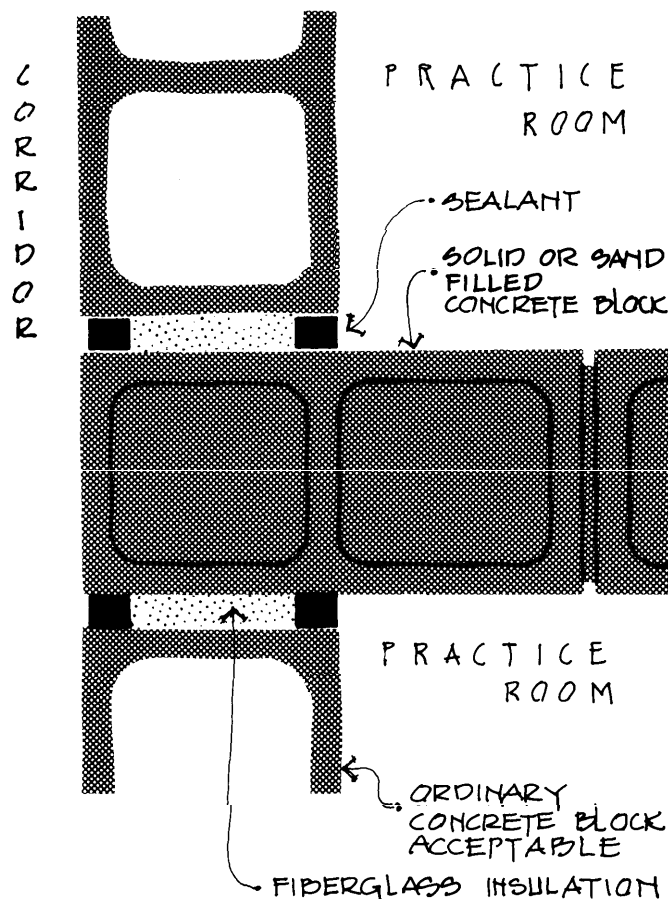 CORRIDOR
PRACTICE
ROOM
SEALANT
SOLID OR SAND
FILLED
CONCRETE BLOCK
PRACTICE
ROOM
ORDINARY
CONCRETE BLOCK
ACCEPTABLE
FIBERGLASS INSULATION